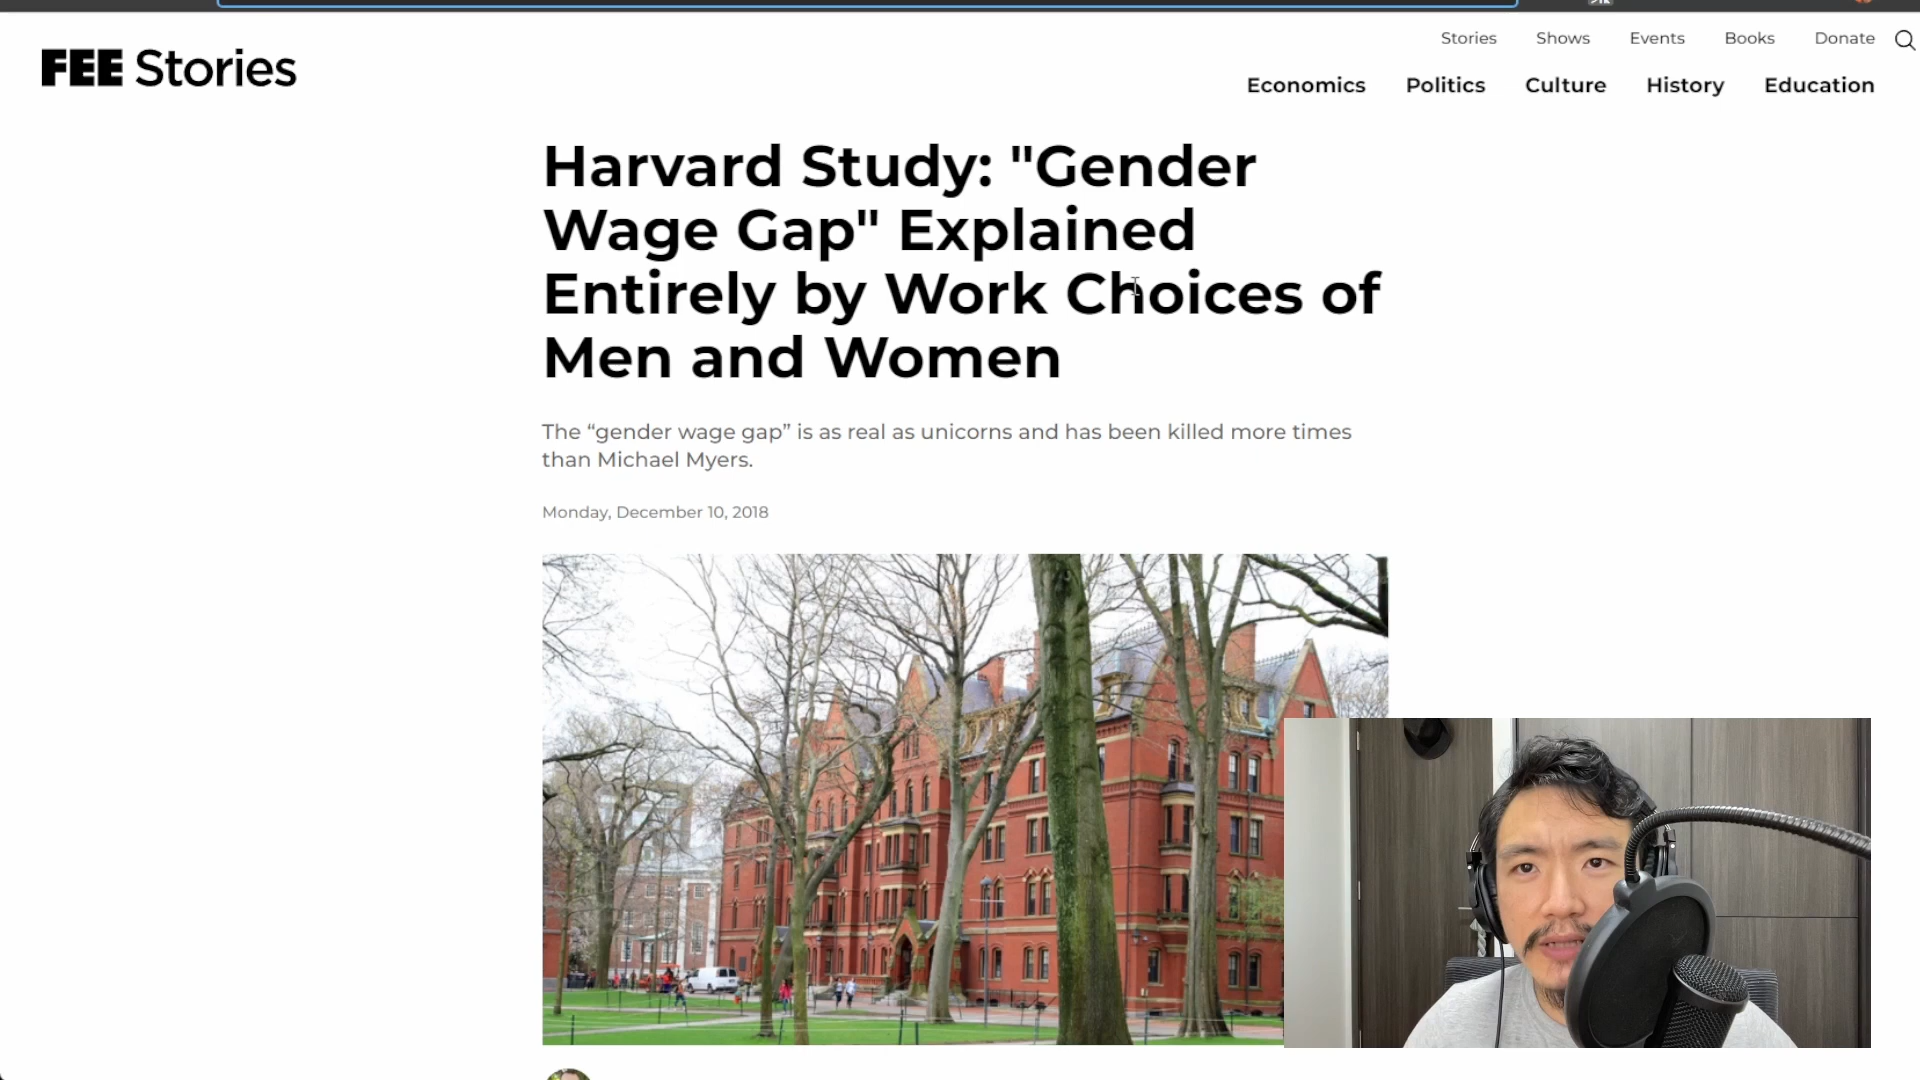 FEE Stories
Stories Shows Events Books Donate
Economics Politics Culture History Education
Harvard Study: "Gender
Wage Gap" Explained
Entirely by Work Choices of
Men and Women
The “gender wage gap” is as real as unicorns and has been killed more times
than Michael Myers.
Monday, December 10, 2018